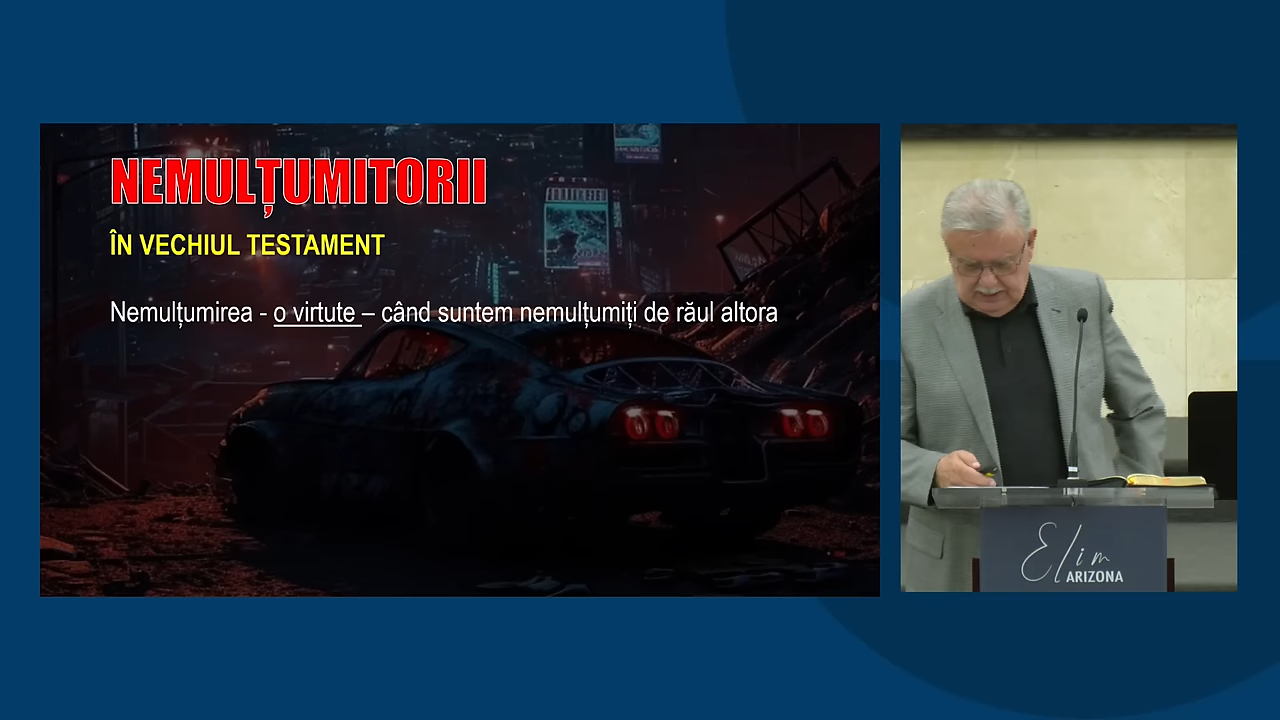 NEMULȚUMITORII
ÎN VECHIUL TESTAMENT
Nemulțumirea - o virtute – când suntem nemulțumiți de răul altora
Elim
ARIZONA